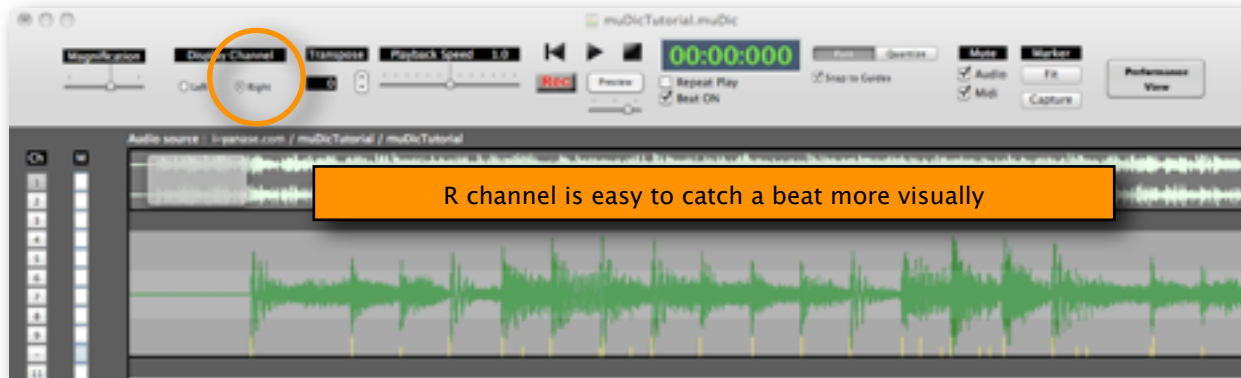 muDicTutorial.muDic
Magnification Display Channel Transpose Playback Speed 1.0 00:00:000 Quantize Mute Marker
Left Right 0 Rec Preview Repeat Play Snap to Guides Audio Fit Performance
Beat ON Midi Capture View
Audio source : / muDicTutorial / muDicTutorial
Ch M
1
2
R channel is easy to catch a beat more visually
3
4
5
6
7
8
9
-
11